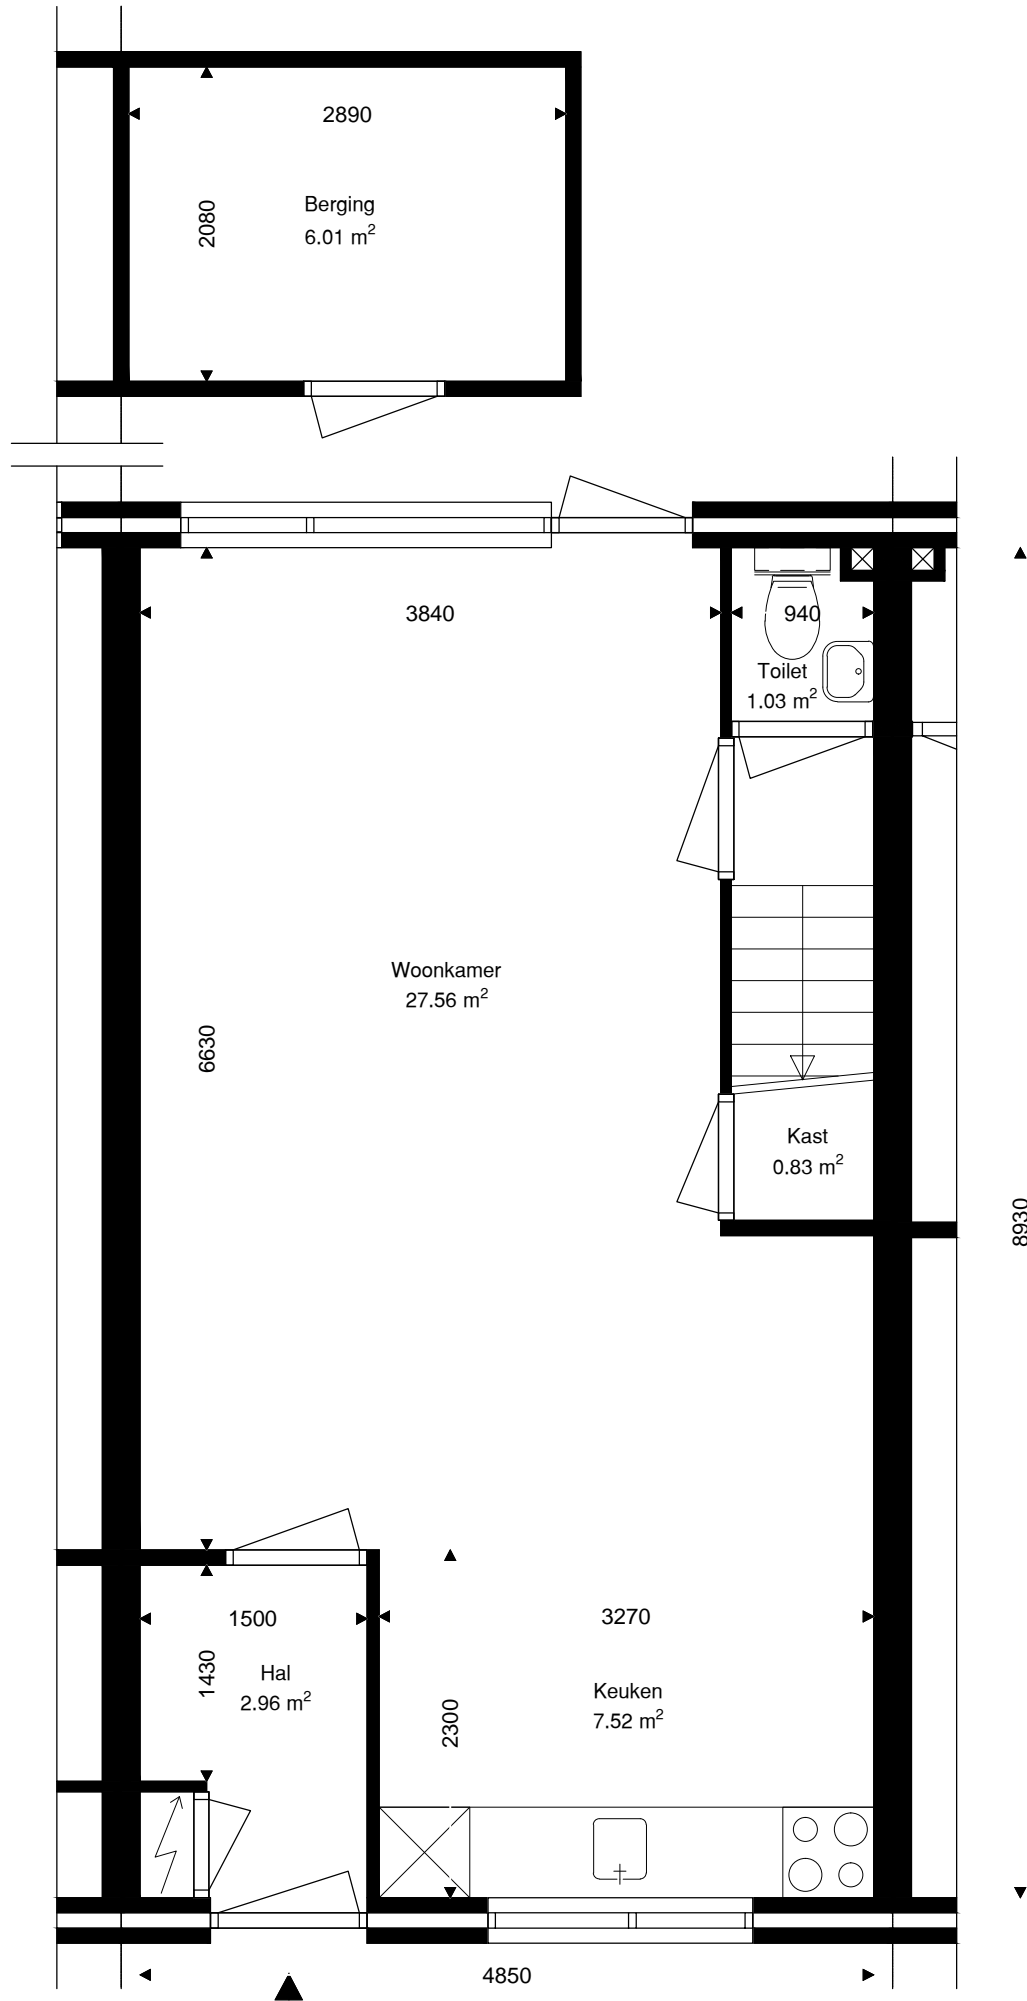 2890
2080
Berging
6.01 m²
3840
940
Toilet
1.03 m²
Woonkamer
27.56 m²
6630
Kast
0.83 m²
8930
1500
3270
1430
Hal
2.96 m²
Keuken
7.52 m²
2300
4850